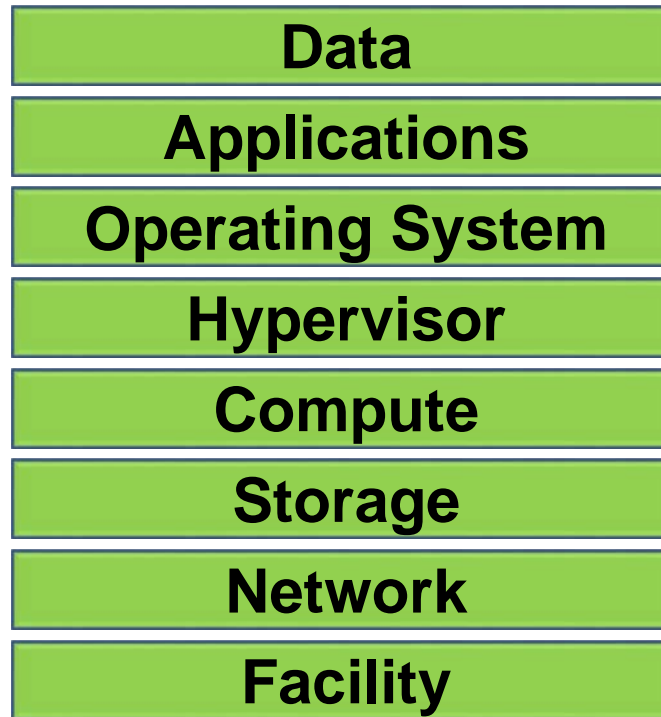 Data
Applications
Operating System
Hypervisor
Compute
Storage
Network
Facility